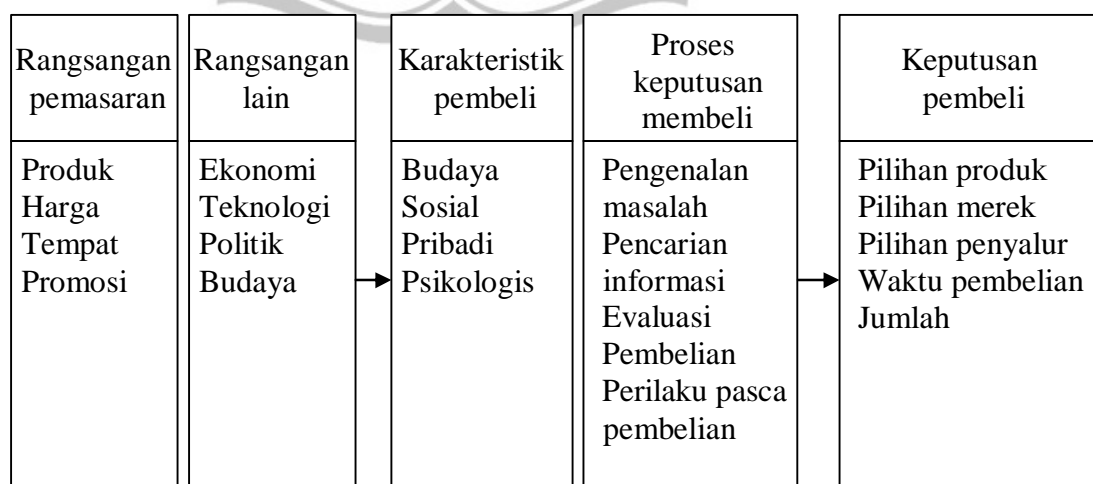 Rangsangan
pemasaran
Produk
Harga
Tempat
Promosi
Rangsangan
lain
Ekonomi
Teknologi
Politik
Budaya
Karakteristik
pembeli
Budaya
Sosial
Pribadi
Psikologis
Proses
keputusan
membeli
Pengenalan
masalah
Pencarian
informasi
Evaluasi
Pembelian
Perilaku pasca
pembelian
Keputusan
pembeli
Pilihan produk
Pilihan merek
Pilihan penyalur
Waktu pembelian
Jumlah